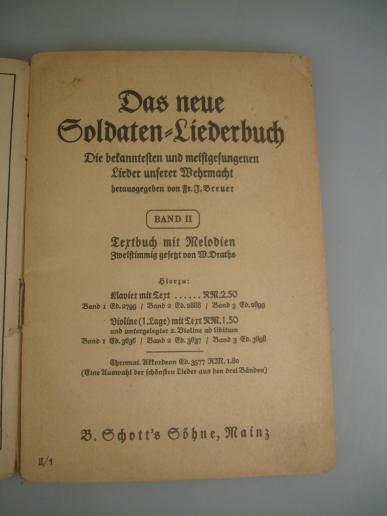 Das neue
Soldaten=Liederbuch
Die bekanntesten und meistgesungenen
Lieder unserer Wehrmacht
herausgegeben von Fr. J. Breuer
BAND II
Textbuch mit Melodien
Zweistimmig gesetzt von W. Draths
Hierzu:
Klavier mit Text ...... RM. 2.50
Band 1 Ed. 2799 / Band 2 Ed. 2888 / Band 3 Ed. 2899
Violine (1. Lage) mit Text RM. 1.50
und untergelegter 2. Violine ad libitum
Band 1 Ed. 3636 / Band 2 Ed. 3637 / Band 3 Ed. 3638
Chromat. Akkordeon Ed. 3577 RM. 1.80
(Eine Auswahl der schönsten Lieder aus den drei Bänden)
B. Schott's Söhne, Mainz
II/1